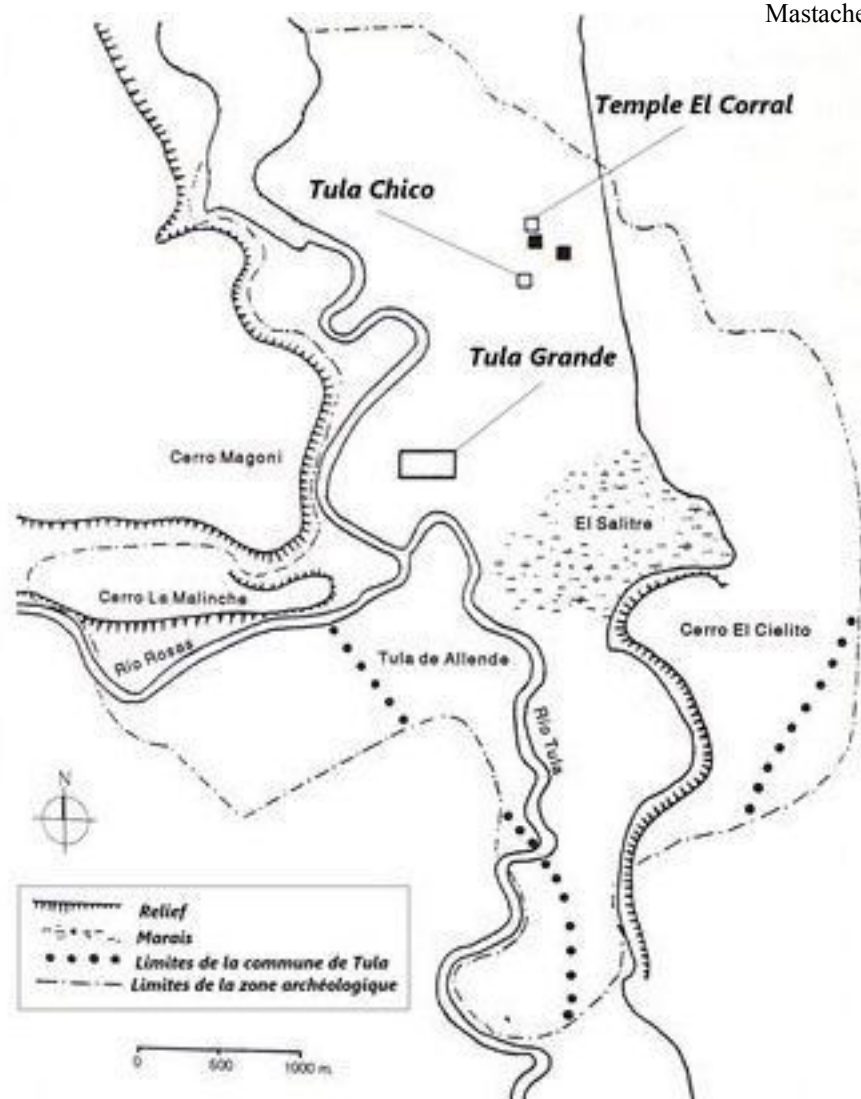 Mastache
Temple El Corral
Tula Chico
Tula Grande
Cerro Magoni
El Salitre
Cerro La Malinche
Cerro El Cielito
Río Rosas
Tula de Allende
Río Tula
N
Relief
Marais
Limites de la commune de Tula
Limites de la zone archéologique
0 500 1000 m.